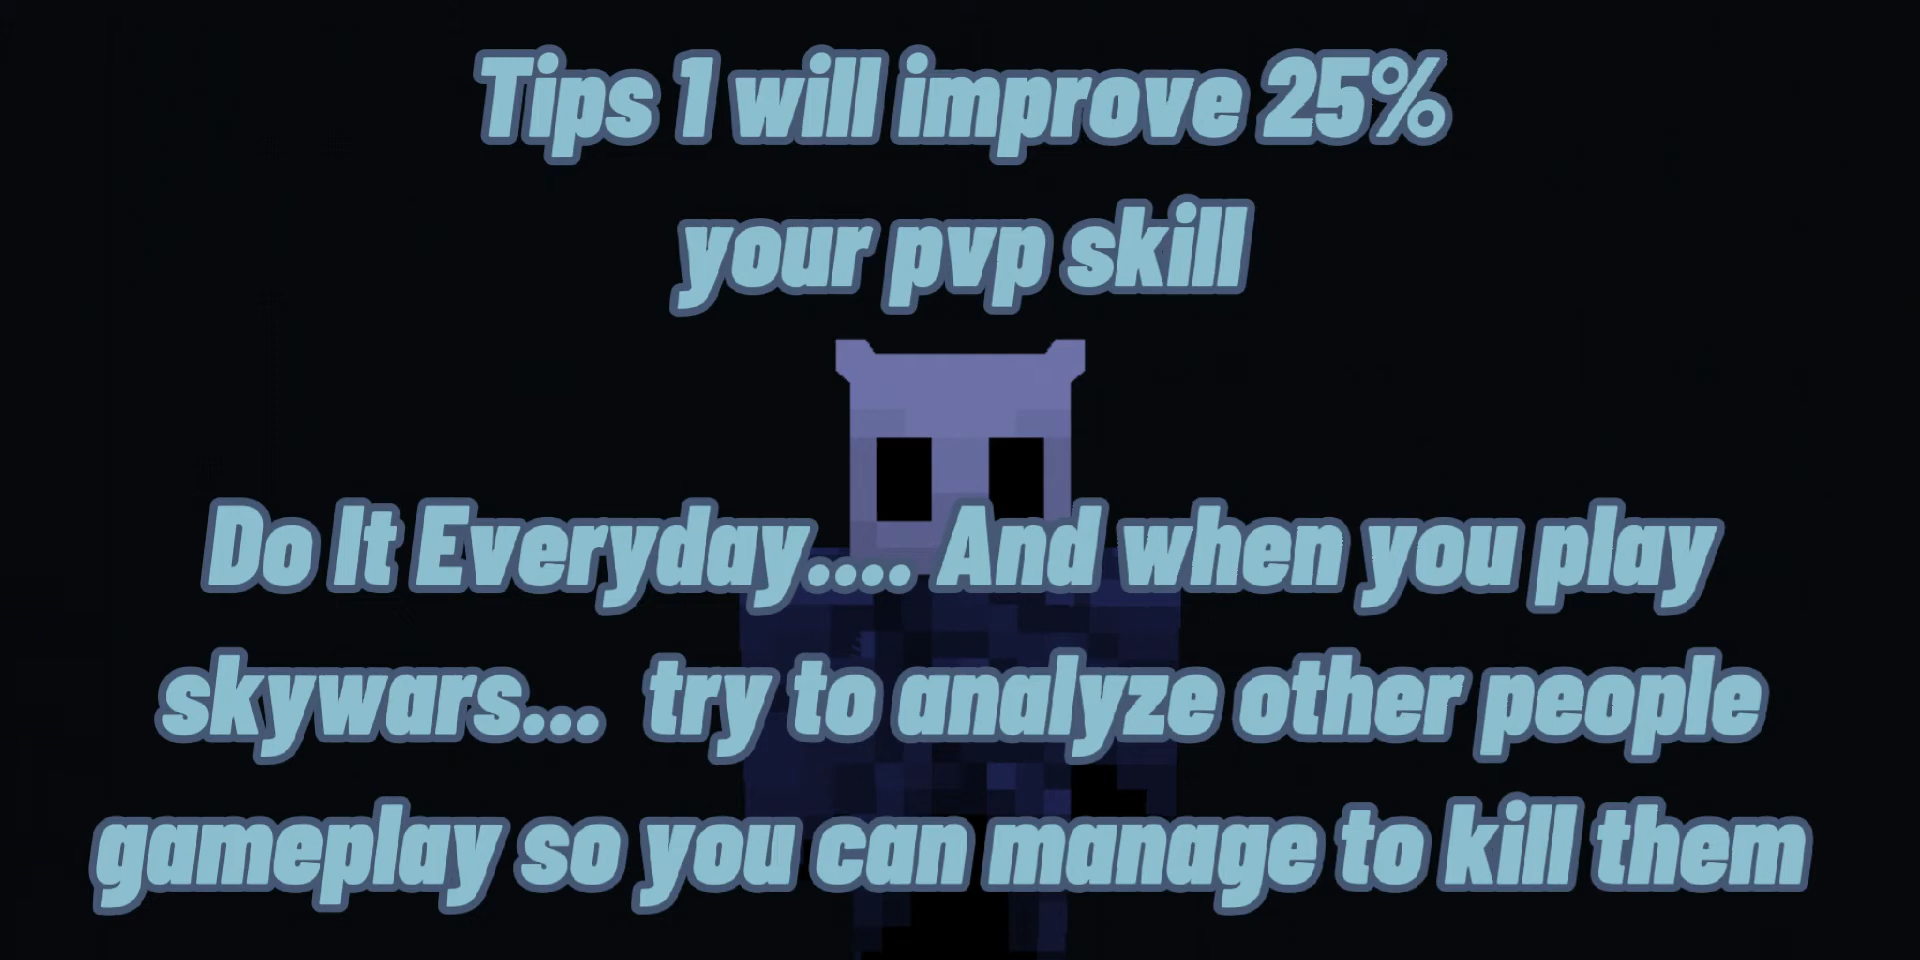 Tips 1 will improve 25%
your pvp skill
Do It Everyday.... And when you play
skywars... try to analyze other people
gameplay so you can manage to kill them